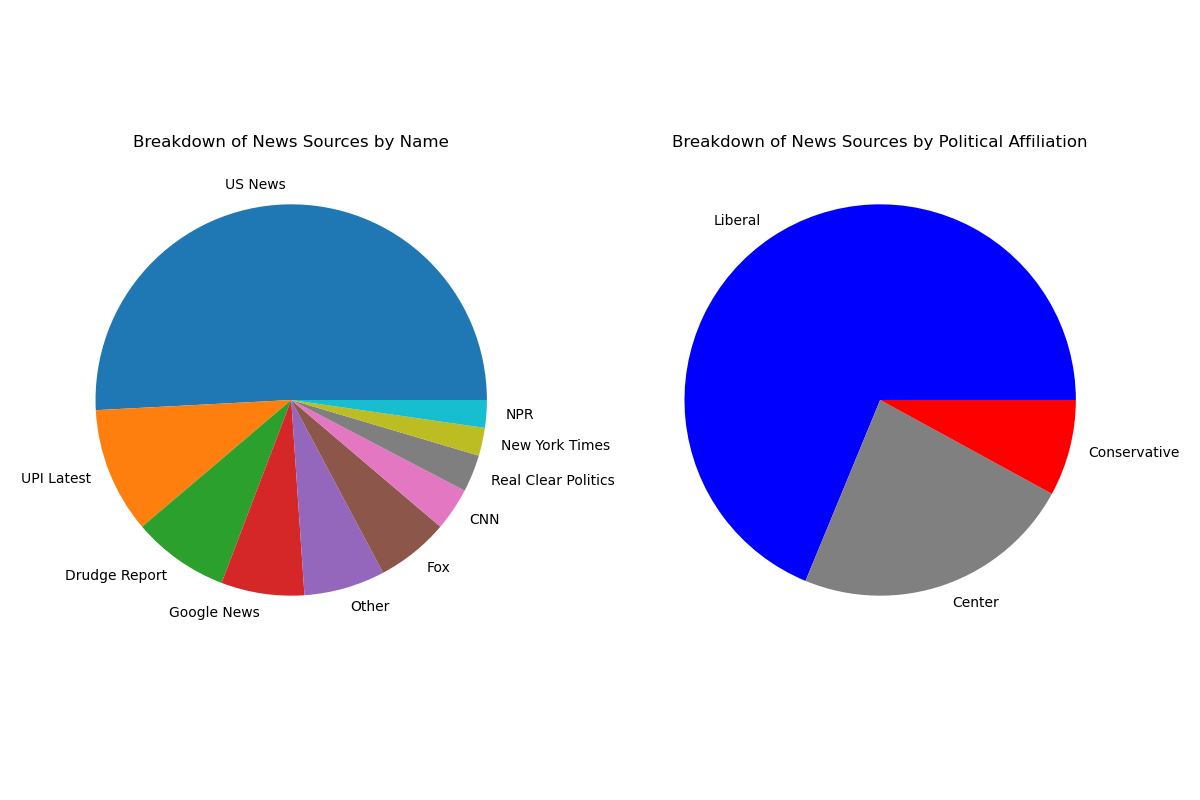 Breakdown of News Sources by Name
US News
UPI Latest
Drudge Report
Google News
Other
Fox
CNN
Real Clear Politics
New York Times
NPR
Breakdown of News Sources by Political Affiliation
Liberal
Center
Conservative